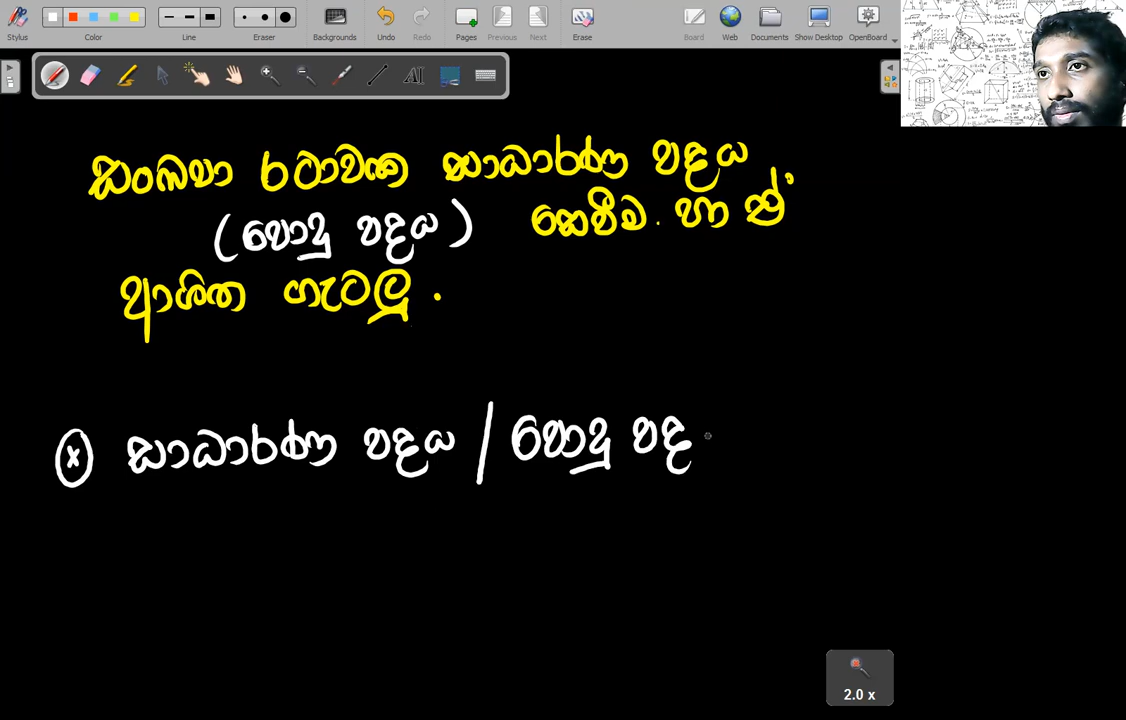 Stylus Color Line Eraser Backgrounds Undo Redo Pages Previous Next Erase Board Web Documents Show Desktop OpenBoard
සංඛ්‍යා රටාවක සාධාරණ පදය
(පොදු පදය) සෙවීම හා ඒ
ආශිත ගැටලූ .
සාධාරණ පදය / පොදු පද
2.0 x